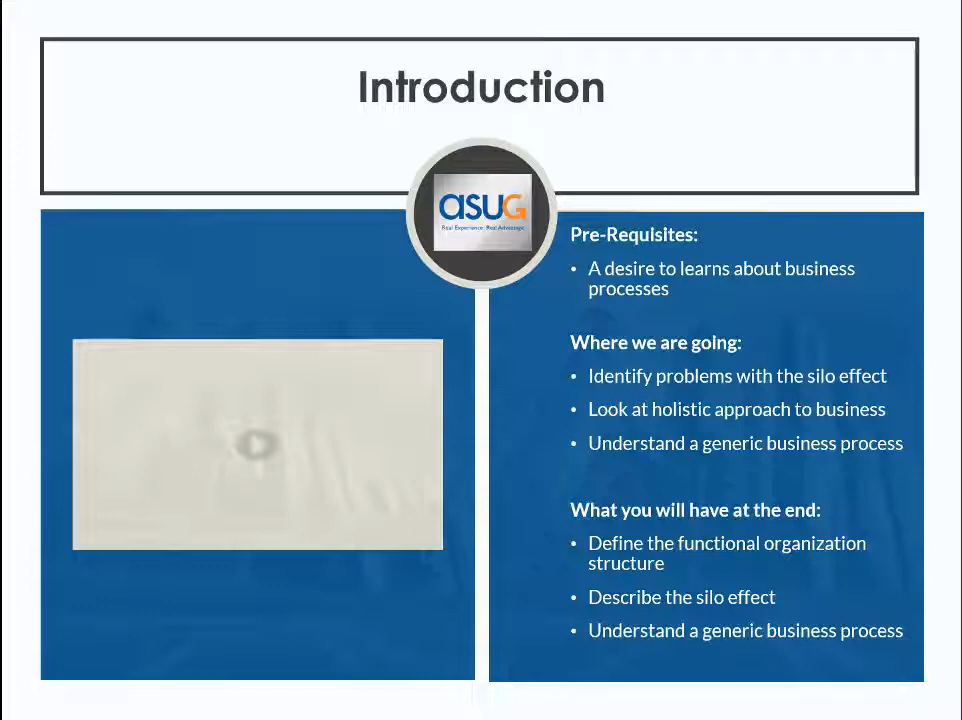 Introduction
asuG
Real Experience. Real Advantage.
Pre-Requisites:
• A desire to learns about business
processes
Where we are going:
• Identify problems with the silo effect
• Look at holistic approach to business
• Understand a generic business process
What you will have at the end:
• Define the functional organization
structure
• Describe the silo effect
• Understand a generic business process